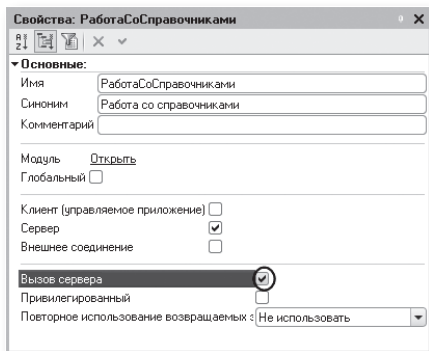 Свойства: РаботаСоСправочниками
Основные:
Имя РаботаСоСправочниками
Синоним Работа со справочниками
Комментарий
Модуль Открыть
Глобальный
Клиент (управляемое приложение)
Сервер
Внешнее соединение
Вызов сервера
Привилегированный
Повторное использование возвращаемых з Не использовать